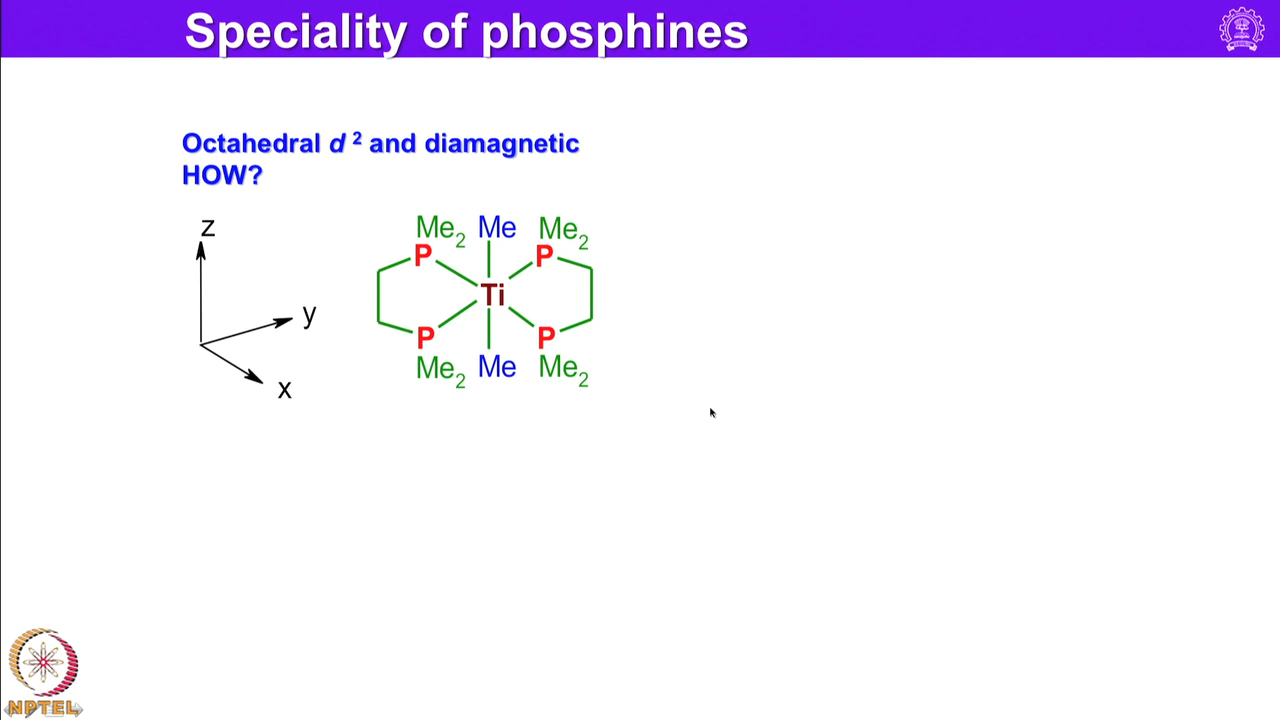 Speciality of phosphines
Octahedral d ² and diamagnetic
HOW?
z
y
x
Me₂ Me Me₂
P P
Ti
P P
Me₂ Me Me₂
NPTEL